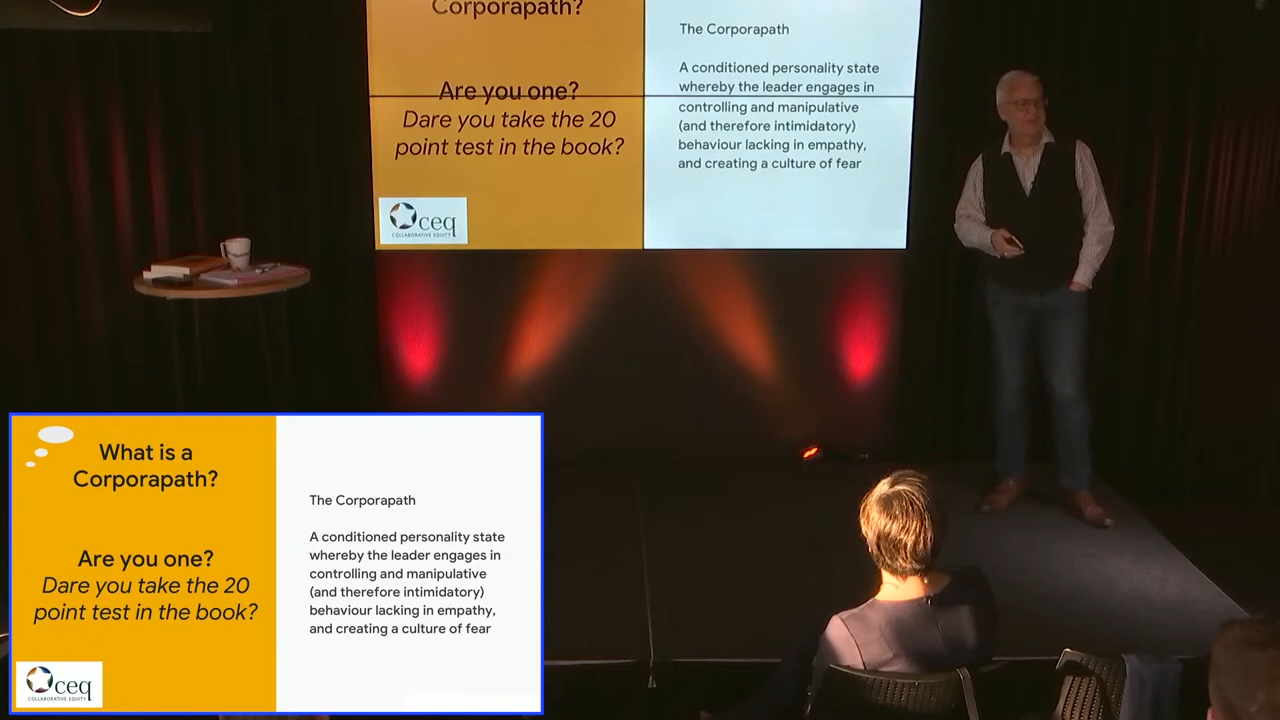 Corporapath?
Are you one?
Dare you take the 20
point test in the book?
ceq
COLLABORATIVE EQUITY
The Corporapath
A conditioned personality state
whereby the leader engages in
controlling and manipulative
(and therefore intimidatory)
behaviour lacking in empathy,
and creating a culture of fear
What is a
Corporapath?
Are you one?
Dare you take the 20
point test in the book?
ceq
COLLABORATIVE EQUITY
The Corporapath
A conditioned personality state
whereby the leader engages in
controlling and manipulative
(and therefore intimidatory)
behaviour lacking in empathy,
and creating a culture of fear